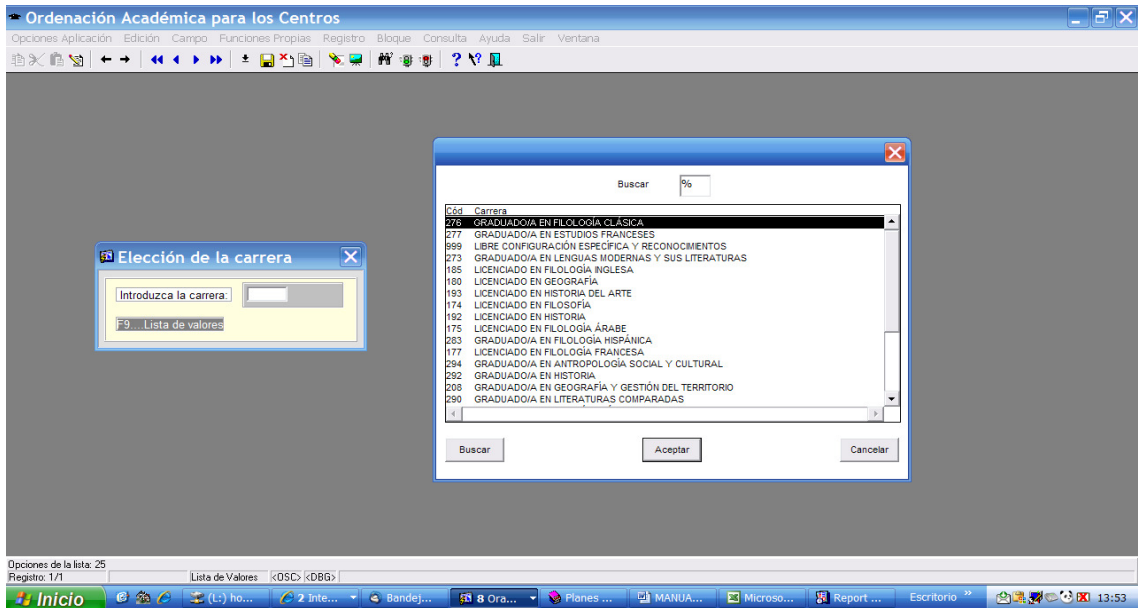 Ordenación Académica para los Centros
Opciones Aplicación Edición Campo Funciones Propias Registro Bloque Consulta Ayuda Salir Ventana
Buscar %
Cód Carrera
276 GRADUADO/A EN FILOLOGÍA CLÁSICA
277 GRADUADO/A EN ESTUDIOS FRANCESES
999 LIBRE CONFIGURACIÓN ESPECÍFICA Y RECONOCIMIENTOS
273 GRADUADO/A EN LENGUAS MODERNAS Y SUS LITERATURAS
185 LICENCIADO EN FILOLOGÍA INGLESA
180 LICENCIADO EN GEOGRAFÍA
193 LICENCIADO EN HISTORIA DEL ARTE
174 LICENCIADO EN FILOSOFÍA
192 LICENCIADO EN HISTORIA
175 LICENCIADO EN FILOLOGÍA ÁRABE
283 GRADUADO/A EN FILOLOGÍA HISPÁNICA
177 LICENCIADO EN FILOLOGÍA FRANCESA
294 GRADUADO/A EN ANTROPOLOGÍA SOCIAL Y CULTURAL
292 GRADUADO/A EN HISTORIA
208 GRADUADO/A EN GEOGRAFÍA Y GESTIÓN DEL TERRITORIO
290 GRADUADO/A EN LITERATURAS COMPARADAS
Buscar Aceptar Cancelar
Elección de la carrera
Introduzca la carrera:
F9....Lista de valores
Opciones de la lista: 25
Registro: 1/1 Lista de Valores <OSC> <DBG>
Inicio (L:) ho... 2 Inte... Bandej... 8 Ora... Planes ... MANUA... Microso... Report ... Escritorio » 13:53